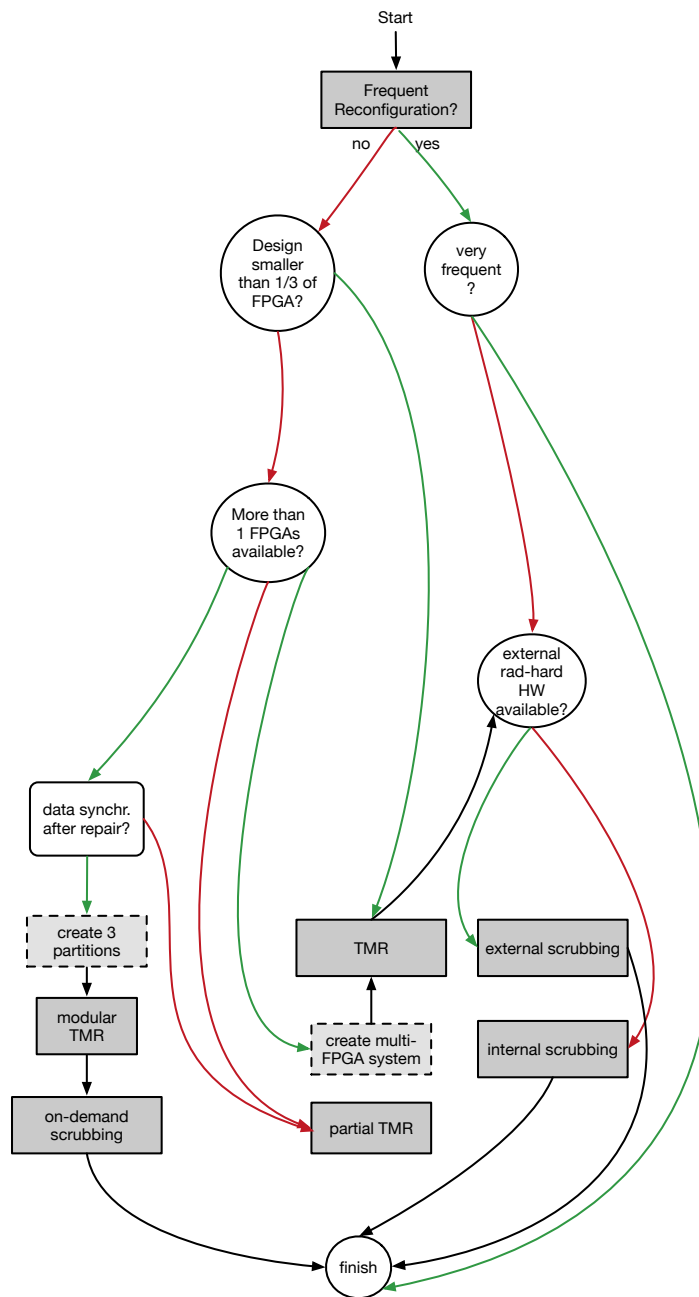 Start
Frequent
Reconfiguration?
no
yes
Design
smaller
than 1/3 of
FPGA?
very
frequent
?
More than
1 FPGAs
available?
external
rad-hard
HW
available?
data synchr.
after repair?
create 3
partitions
TMR
external scrubbing
modular
TMR
create multi-
FPGA system
internal scrubbing
on-demand
scrubbing
partial TMR
finish